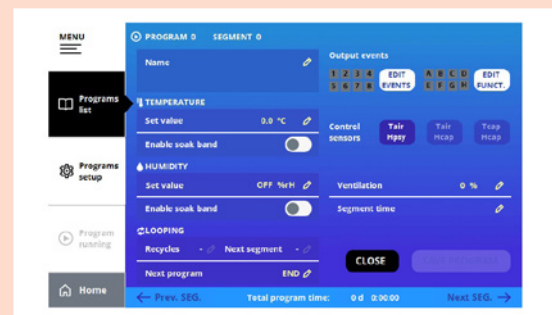 MENU
Programs
list
Programs
setup
Program
running
Home
PROGRAM 0 SEGMENT 0
Name
TEMPERATURE
Set value 0.0 °C
Enable soak band
HUMIDITY
Set value OFF %rH
Enable soak band
LOOPING
Recycles - Next segment -
Next program END
Output events
1 2 3 4
5 6 7 8
EDIT
EVENTS
A B C D
E F G H
EDIT
FUNCT.
Control
sensors
Tair
Hpsy
Tair
Hcap
Tcap
Hcap
Ventilation 0 %
Segment time
CLOSE
← Prev. SEG. Total program time: 0 d 0:00:00 Next SEG. →